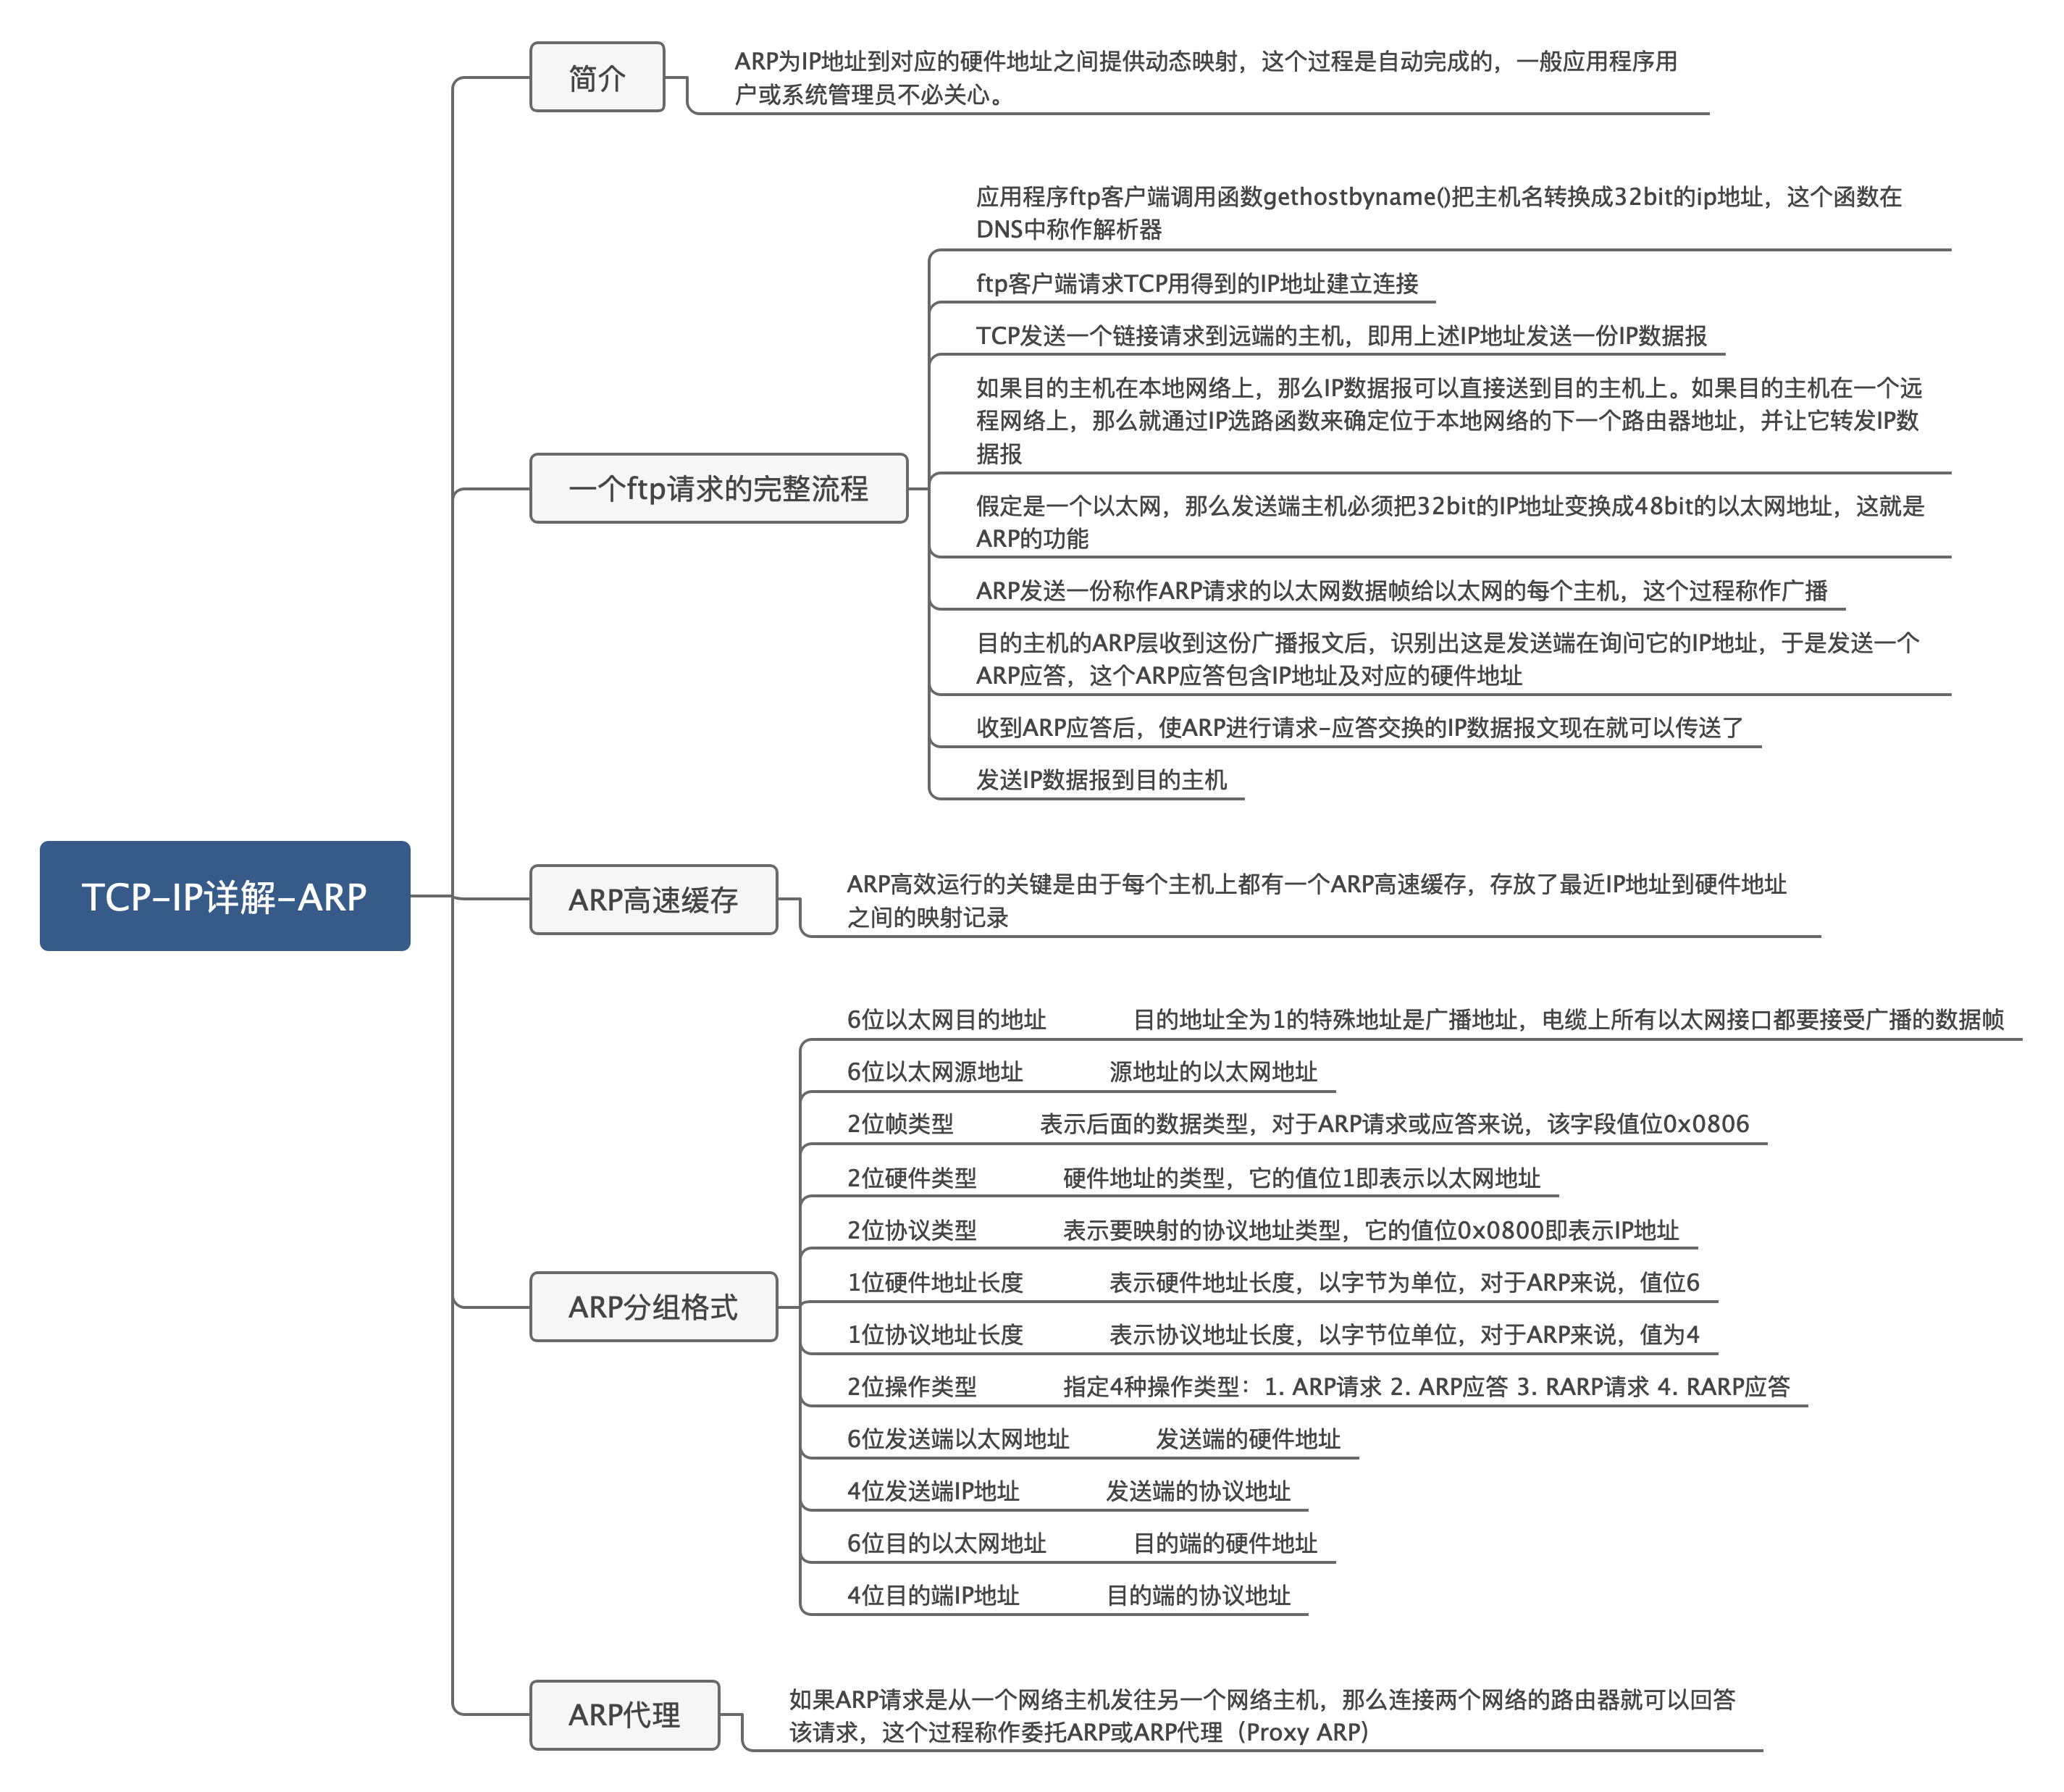 简介
ARP为IP地址到对应的硬件地址之间提供动态映射，这个过程是自动完成的，一般应用程序用
户或系统管理员不必关心。
一个ftp请求的完整流程
应用程序ftp客户端调用函数gethostbyname()把主机名转换成32bit的ip地址，这个函数在
DNS中称作解析器
ftp客户端请求TCP用得到的IP地址建立连接
TCP发送一个链接请求到远端的主机，即用上述IP地址发送一份IP数据报
如果目的主机在本地网络上，那么IP数据报可以直接送到目的主机上。如果目的主机在一个远
程网络上，那么就通过IP选路函数来确定位于本地网络的下一个路由器地址，并让它转发IP数
据报
假定是一个以太网，那么发送端主机必须把32bit的IP地址变换成48bit的以太网地址，这就是
ARP的功能
ARP发送一份称作ARP请求的以太网数据帧给以太网的每个主机，这个过程称作广播
目的主机的ARP层收到这份广播报文后，识别出这是发送端在询问它的IP地址，于是发送一个
ARP应答，这个ARP应答包含IP地址及对应的硬件地址
收到ARP应答后，使ARP进行请求-应答交换的IP数据报文现在就可以传送了
发送IP数据报到目的主机
TCP-IP详解-ARP
ARP高速缓存
ARP高效运行的关键是由于每个主机上都有一个ARP高速缓存，存放了最近IP地址到硬件地址
之间的映射记录
ARP分组格式
6位以太网目的地址 目的地址全为1的特殊地址是广播地址，电缆上所有以太网接口都要接受广播的数据帧
6位以太网源地址 源地址的以太网地址
2位帧类型 表示后面的数据类型，对于ARP请求或应答来说，该字段值位0x0806
2位硬件类型 硬件地址的类型，它的值位1即表示以太网地址
2位协议类型 表示要映射的协议地址类型，它的值位0x0800即表示IP地址
1位硬件地址长度 表示硬件地址长度，以字节为单位，对于ARP来说，值位6
1位协议地址长度 表示协议地址长度，以字节位单位，对于ARP来说，值为4
2位操作类型 指定4种操作类型：1. ARP请求 2. ARP应答 3. RARP请求 4. RARP应答
6位发送端以太网地址 发送端的硬件地址
4位发送端IP地址 发送端的协议地址
6位目的以太网地址 目的端的硬件地址
4位目的端IP地址 目的端的协议地址
ARP代理
如果ARP请求是从一个网络主机发往另一个网络主机，那么连接两个网络的路由器就可以回答
该请求，这个过程称作委托ARP或ARP代理（Proxy ARP）